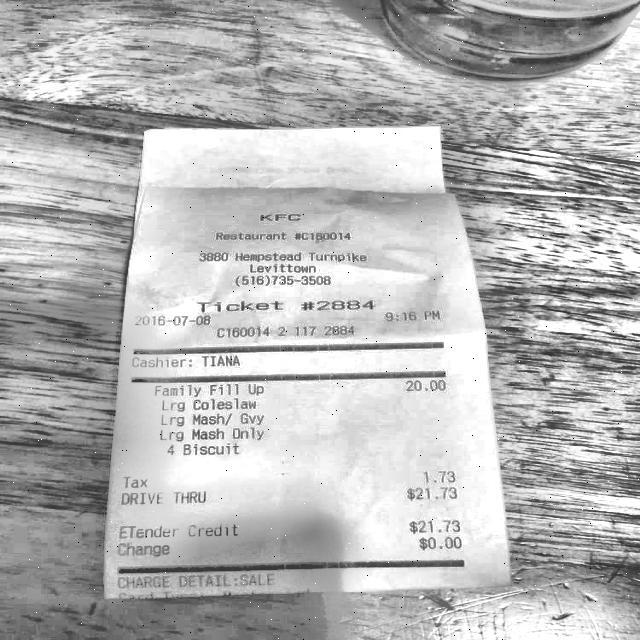 KFC
Restaurant #C160014
3880 Hempstead Turnpike
Levittown
(516)735-3508
Ticket #2884
2016-07-08 9:16 PM
C160014 2 117 2884
Cashier: TIANA
Family Fill Up 20.00
Lrg Coleslaw
Lrg Mash/ Gvy
Lrg Mash Only
4 Biscuit
Tax 1.73
DRIVE THRU $21.73
ETender Credit $21.73
Change $0.00
CHARGE DETAIL:SALE